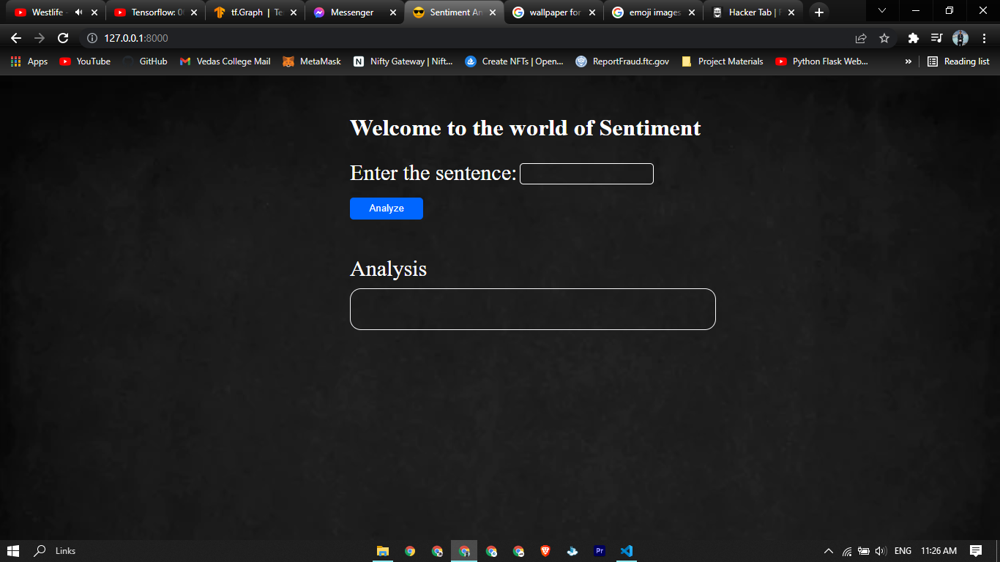 Westlife -
Tensorflow: 0
tf.Graph | Te
Messenger
Sentiment An
wallpaper for
emoji images
Hacker Tab | F
127.0.0.1:8000
Apps
YouTube
GitHub
Vedas College Mail
MetaMask
Nifty Gateway | Nift...
Create NFTs | Open...
ReportFraud.ftc.gov
Project Materials
Python Flask Web...
»
Reading list
Welcome to the world of Sentiment
Enter the sentence:
Analyze
Analysis
Links
Pr
ENG
11:26 AM